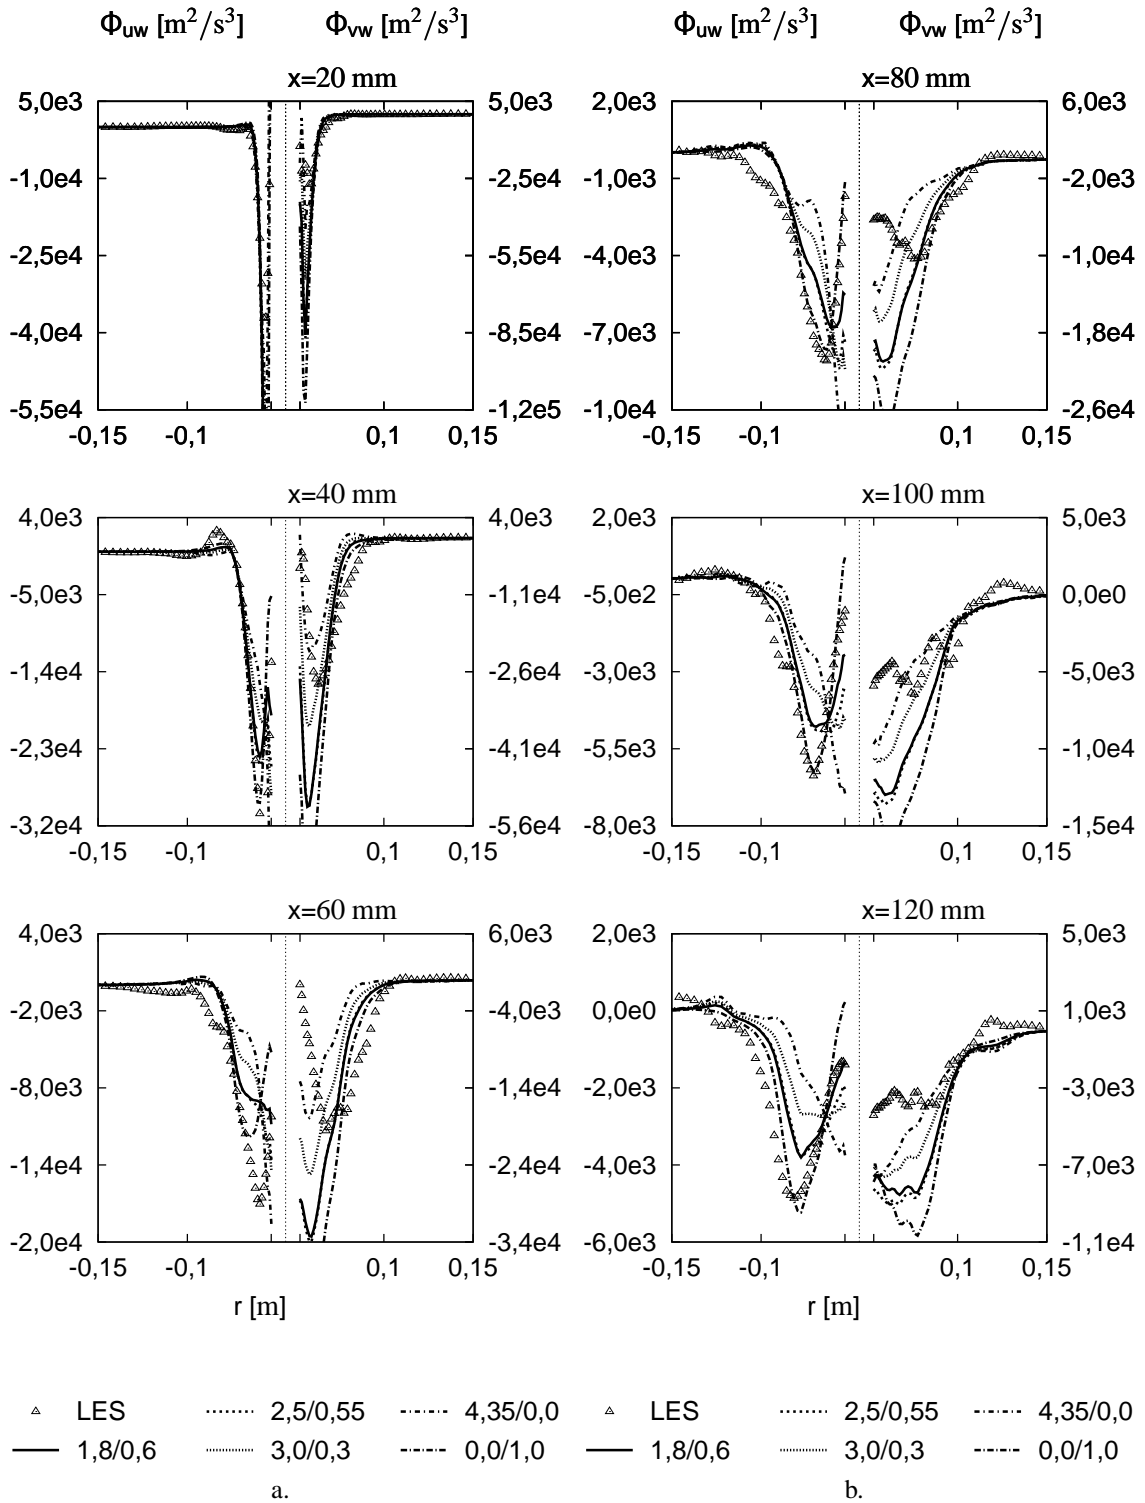 Φuw [m²/s³] Φvw [m²/s³] Φuw [m²/s³] Φvw [m²/s³]
x=20 mm x=80 mm
5,0e3 5,0e3 2,0e3 6,0e3
-1,0e4 -2,5e4 -1,0e3 -2,0e3
-2,5e4 -5,5e4 -4,0e3 -1,0e4
-4,0e4 -8,5e4 -7,0e3 -1,8e4
-5,5e4 -1,2e5 -1,0e4 -2,6e4
-0,15 -0,1 0,1 0,15 -0,15 -0,1 0,1 0,15
x=40 mm x=100 mm
4,0e3 4,0e3 2,0e3 5,0e3
-5,0e3 -1,1e4 -5,0e2 0,0e0
-1,4e4 -2,6e4 -3,0e3 -5,0e3
-2,3e4 -4,1e4 -5,5e3 -1,0e4
-3,2e4 -5,6e4 -8,0e3 -1,5e4
-0,15 -0,1 0,1 0,15 -0,15 -0,1 0,1 0,15
x=60 mm x=120 mm
4,0e3 6,0e3 2,0e3 5,0e3
-2,0e3 -4,0e3 0,0e0 1,0e3
-8,0e3 -1,4e4 -2,0e3 -3,0e3
-1,4e4 -2,4e4 -4,0e3 -7,0e3
-2,0e4 -3,4e4 -6,0e3 -1,1e4
-0,15 -0,1 0,1 0,15 -0,15 -0,1 0,1 0,15
r [m] r [m]
LES 2,5/0,55 4,35/0,0 LES 2,5/0,55 4,35/0,0
1,8/0,6 3,0/0,3 0,0/1,0 1,8/0,6 3,0/0,3 0,0/1,0
a. b.